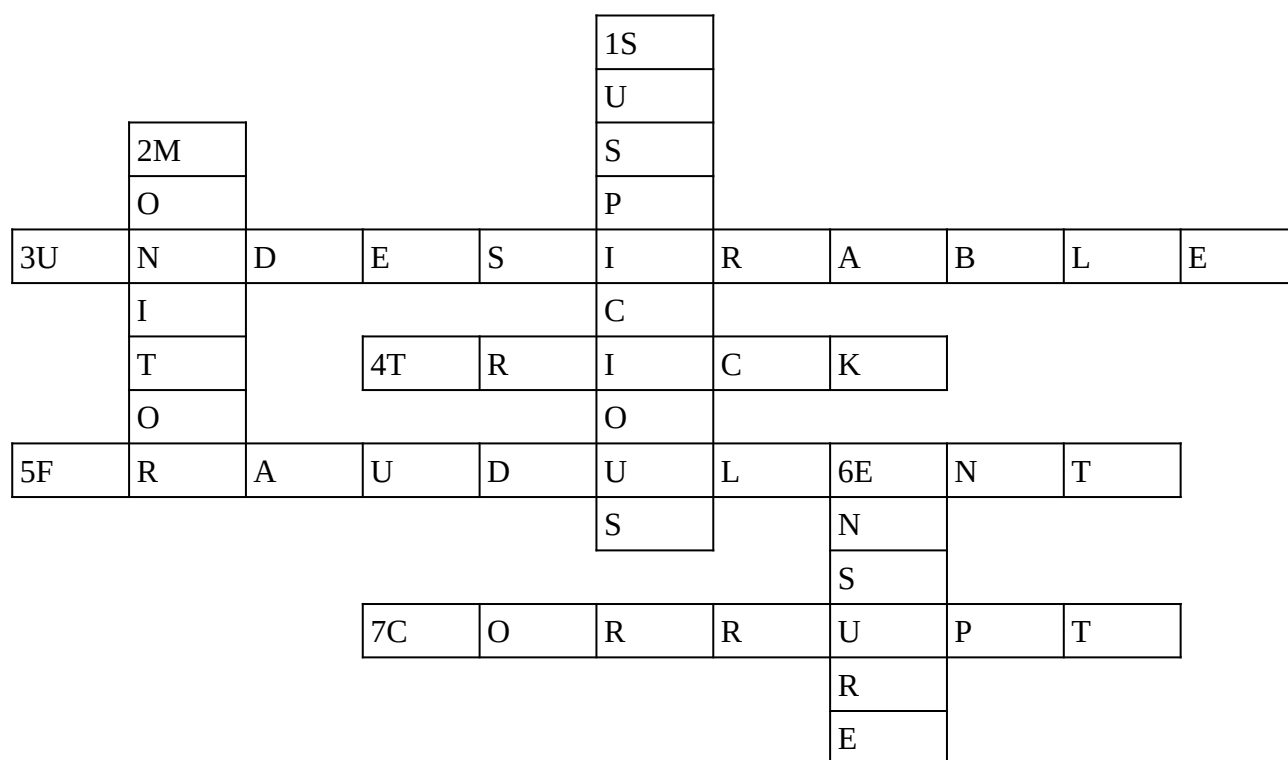 1S
U
2M S
O P
3U N D E S I R A B L E
I C
T 4T R I C K
O O
5F R A U D U L 6E N T
S N
S
7C O R R U P T
R
E